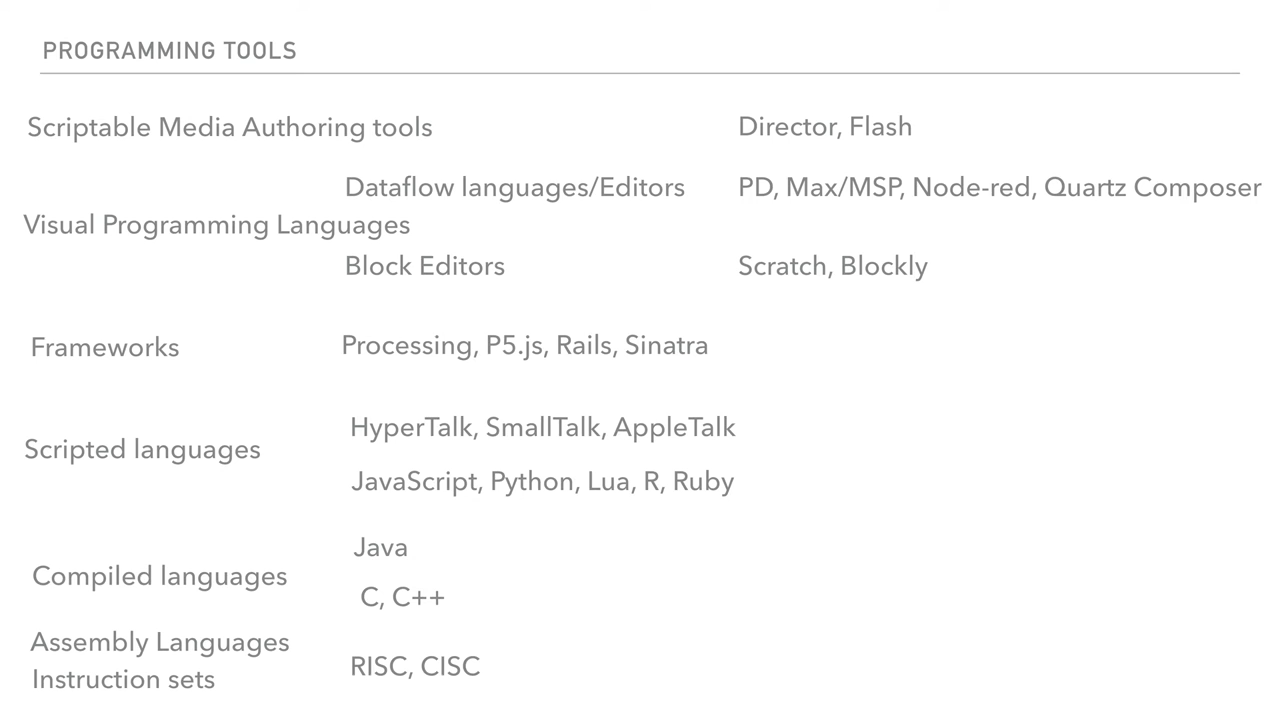 PROGRAMMING TOOLS
Scriptable Media Authoring tools
Director, Flash
Dataflow languages/Editors
PD, Max/MSP, Node-red, Quartz Composer
Visual Programming Languages
Block Editors
Scratch, Blockly
Frameworks
Processing, P5.js, Rails, Sinatra
HyperTalk, SmallTalk, AppleTalk
Scripted languages
JavaScript, Python, Lua, R, Ruby
Java
Compiled languages
C, C++
Assembly Languages
Instruction sets
RISC, CISC